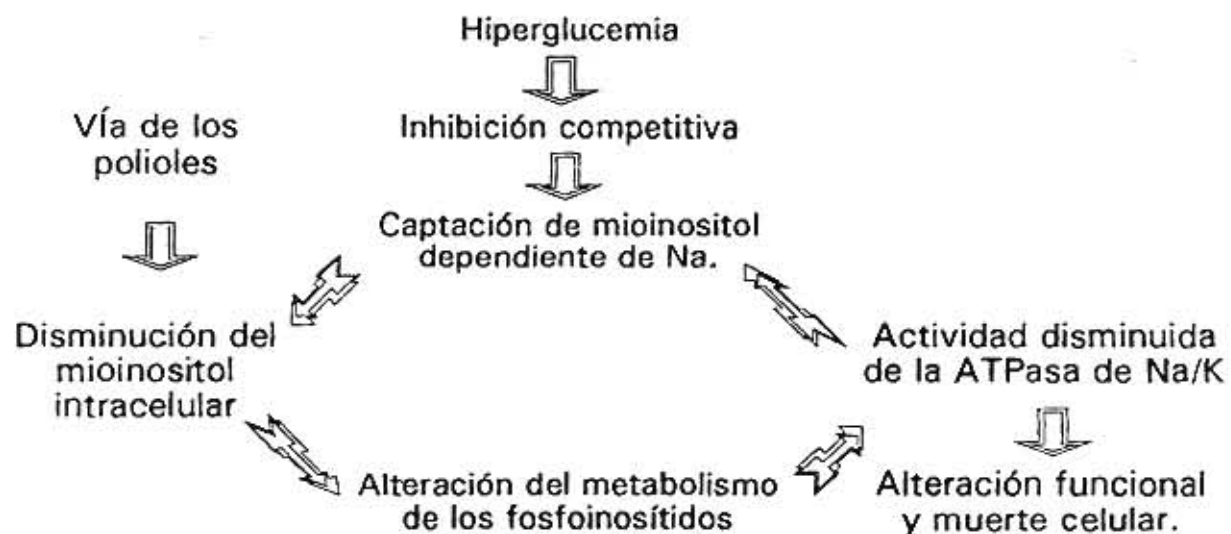 Hiperglucemia
Vía de los
polioles
Inhibición competitiva
Captación de mioinositol
dependiente de Na.
Disminución del
mioinositol
intracelular
Actividad disminuida
de la ATPasa de Na/K
Alteración del metabolismo
de los fosfoinosítidos
Alteración funcional
y muerte celular.